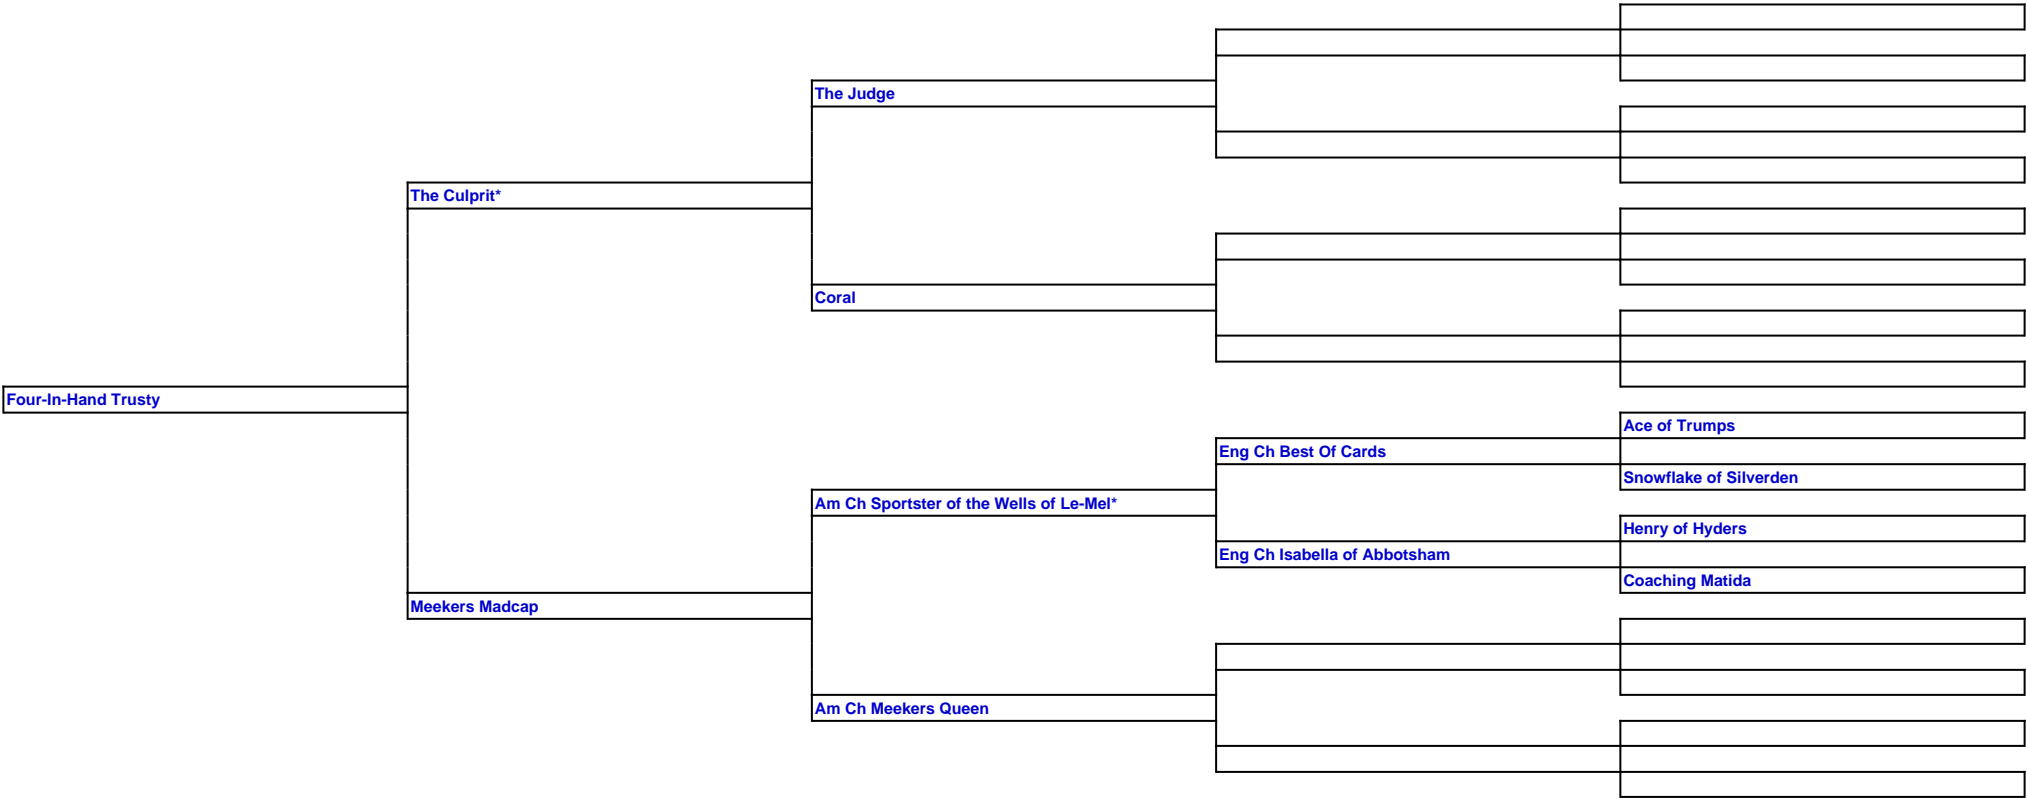 The Judge
The Culprit*
Coral
Four-In-Hand Trusty
Ace of Trumps
Eng Ch Best Of Cards
Snowflake of Silverden
Am Ch Sportster of the Wells of Le-Mel*
Henry of Hyders
Eng Ch Isabella of Abbotsham
Coaching Matida
Meekers Madcap
Am Ch Meekers Queen